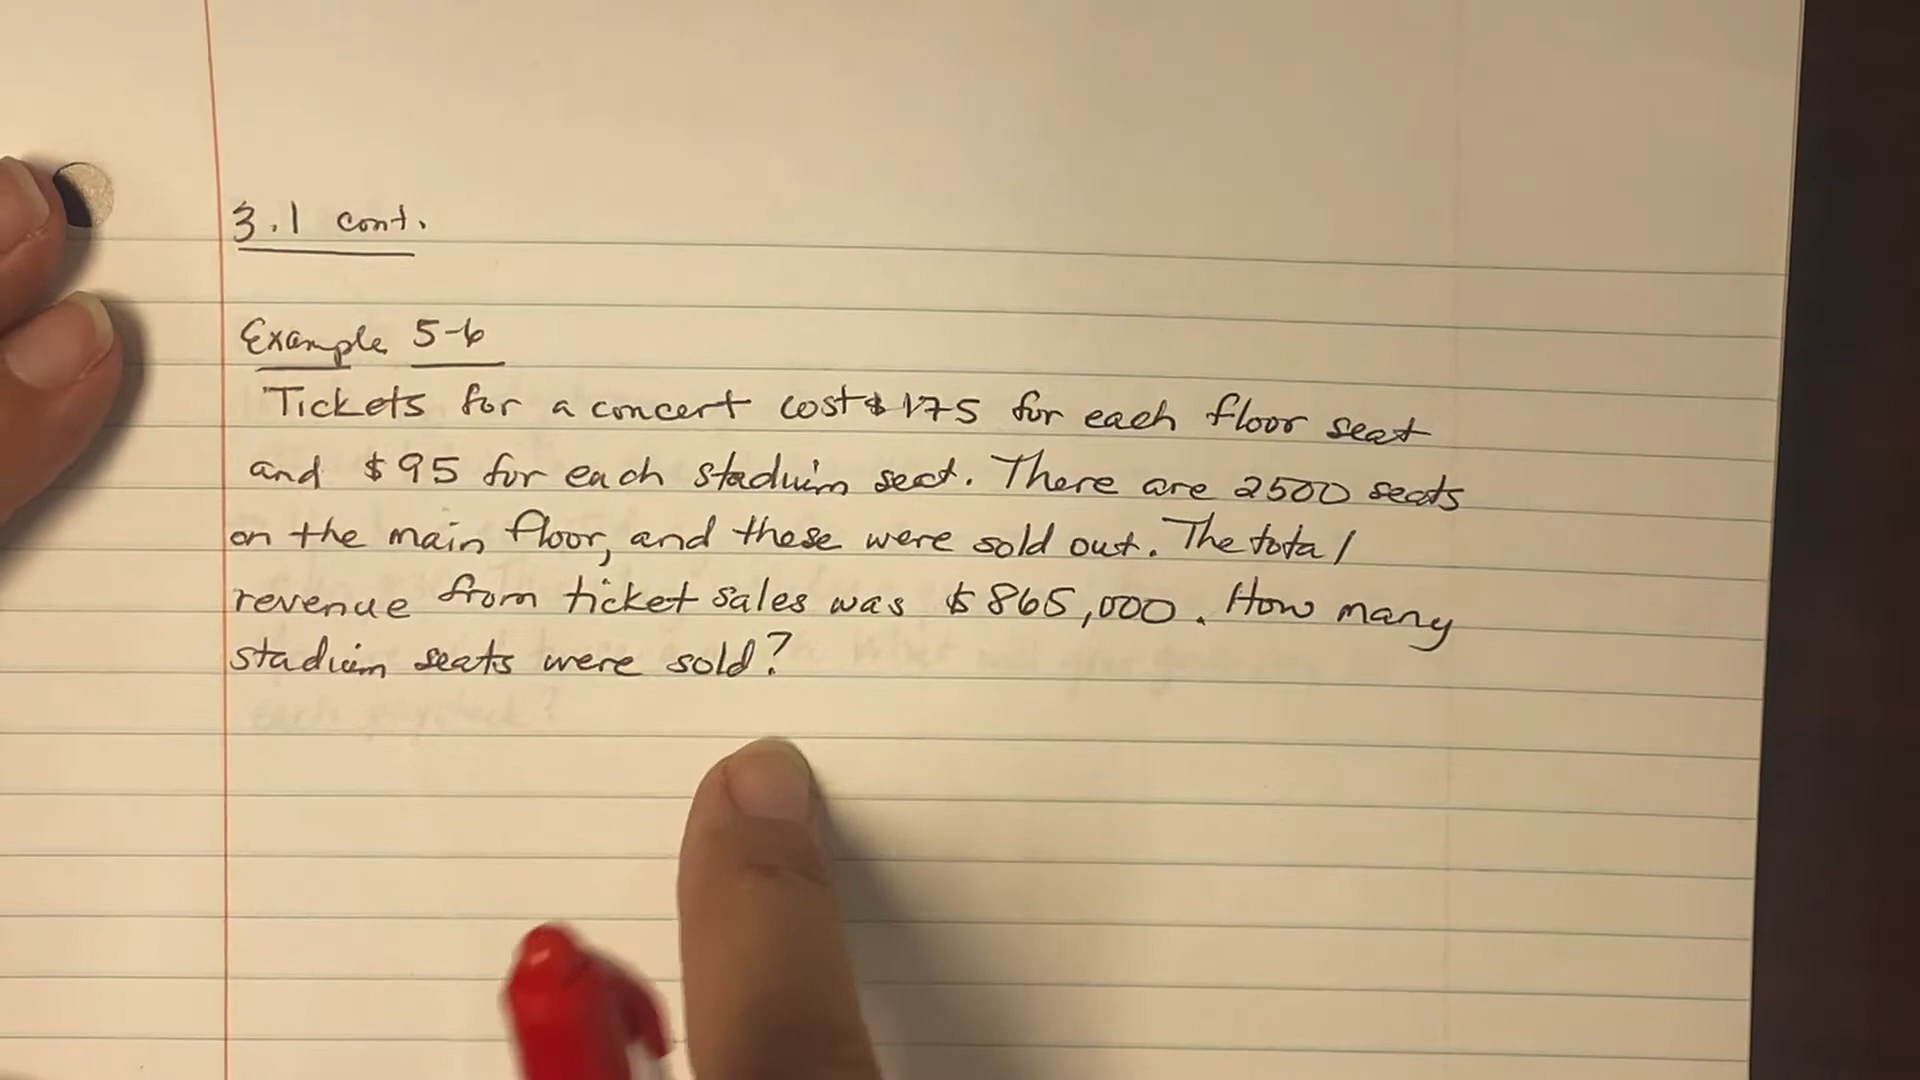 3.1 cont.
Example 5-6
Tickets for a concert cost $175 for each floor seat
and $95 for each stadium seat. There are 2500 seats
on the main floor, and these were sold out. The total
revenue from ticket sales was $865,000. How many
stadium seats were sold?
each paycheck?